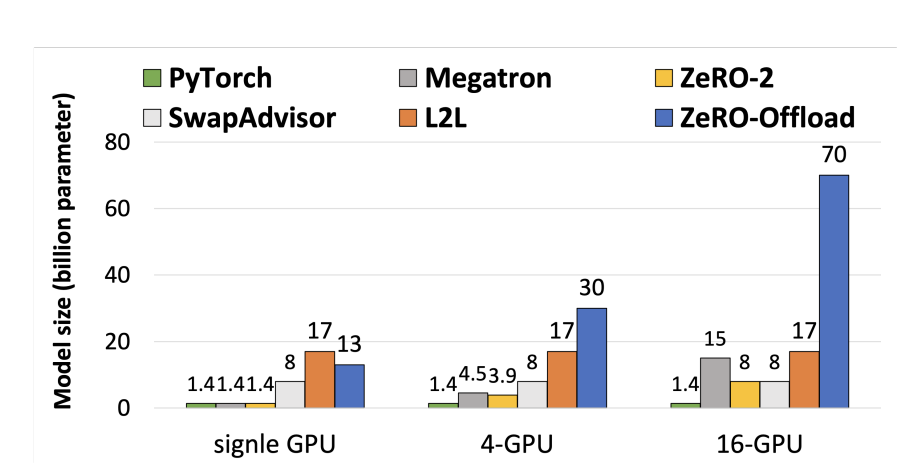 PyTorch Megatron ZeRO-2
SwapAdvisor L2L ZeRO-Offload
Model size (billion parameter)
80
60
40
20
0
1.4 1.4 1.4 8 17 13
1.4 4.5 3.9 8 17 30
1.4 15 8 8 17 70
signle GPU 4-GPU 16-GPU